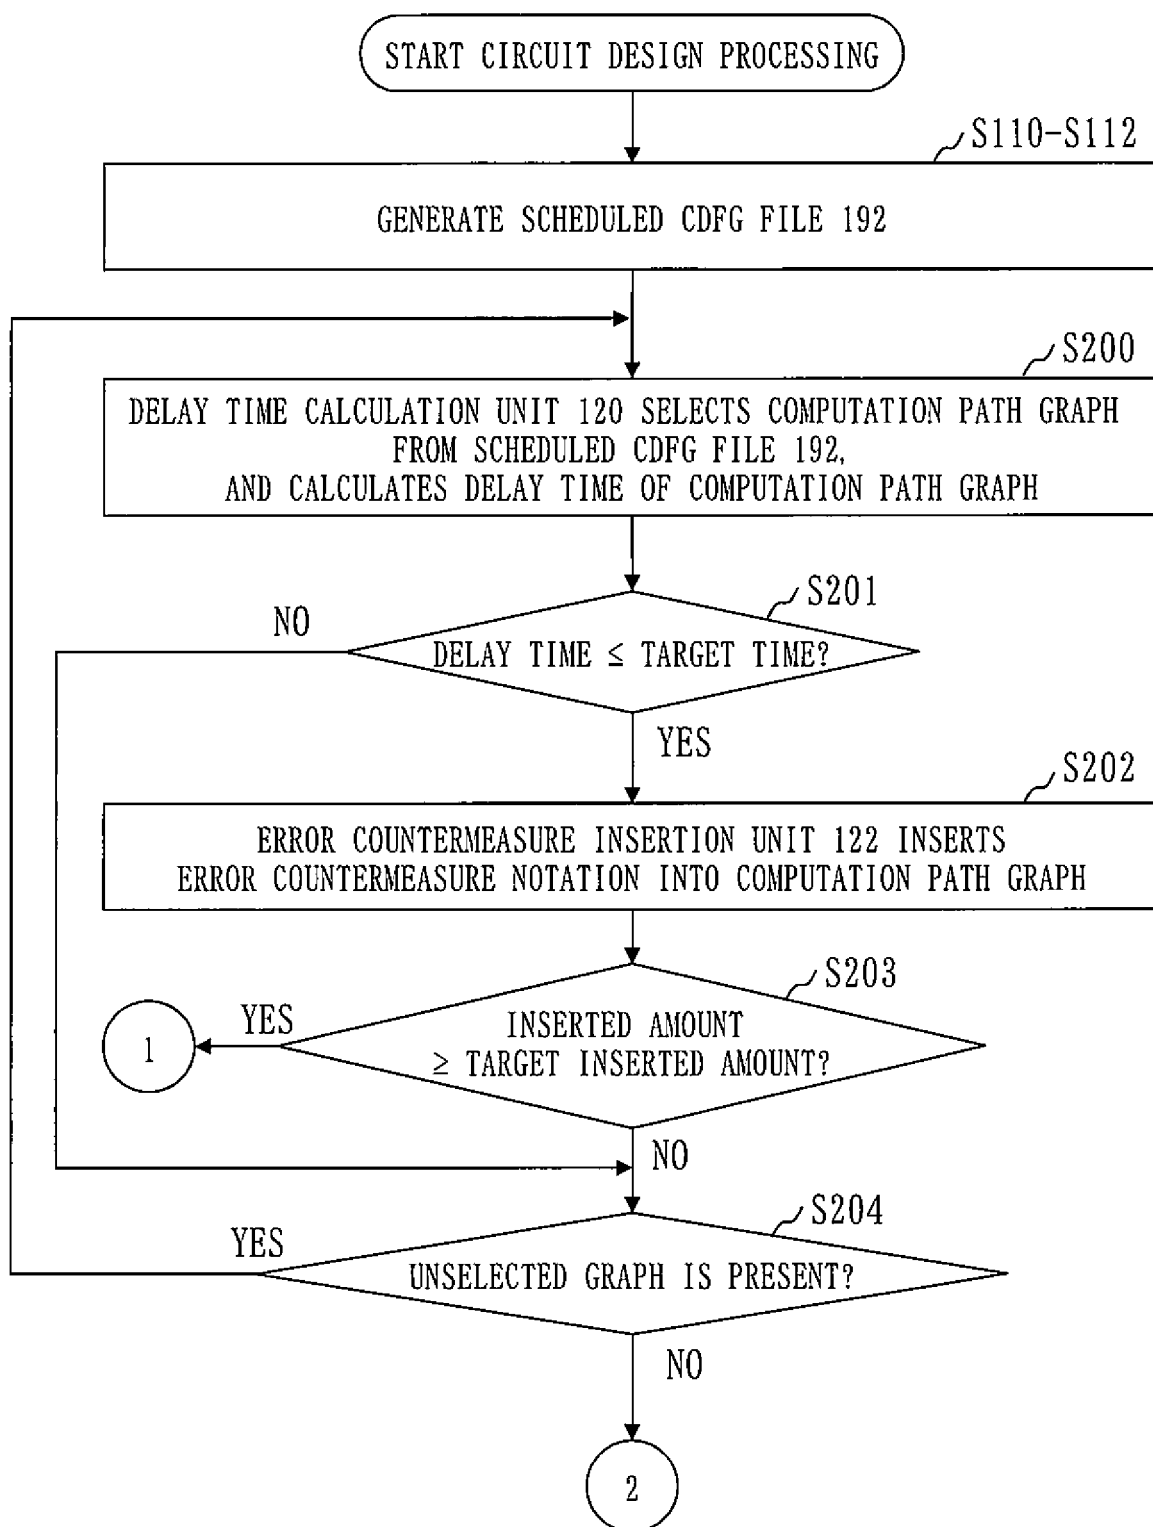 START CIRCUIT DESIGN PROCESSING
S110-S112
GENERATE SCHEDULED CDFG FILE 192
S200
DELAY TIME CALCULATION UNIT 120 SELECTS COMPUTATION PATH GRAPH
FROM SCHEDULED CDFG FILE 192,
AND CALCULATES DELAY TIME OF COMPUTATION PATH GRAPH
S201
NO
DELAY TIME ≤ TARGET TIME?
YES
S202
ERROR COUNTERMEASURE INSERTION UNIT 122 INSERTS
ERROR COUNTERMEASURE NOTATION INTO COMPUTATION PATH GRAPH
S203
YES
1
INSERTED AMOUNT
≥ TARGET INSERTED AMOUNT?
NO
S204
YES
UNSELECTED GRAPH IS PRESENT?
NO
2